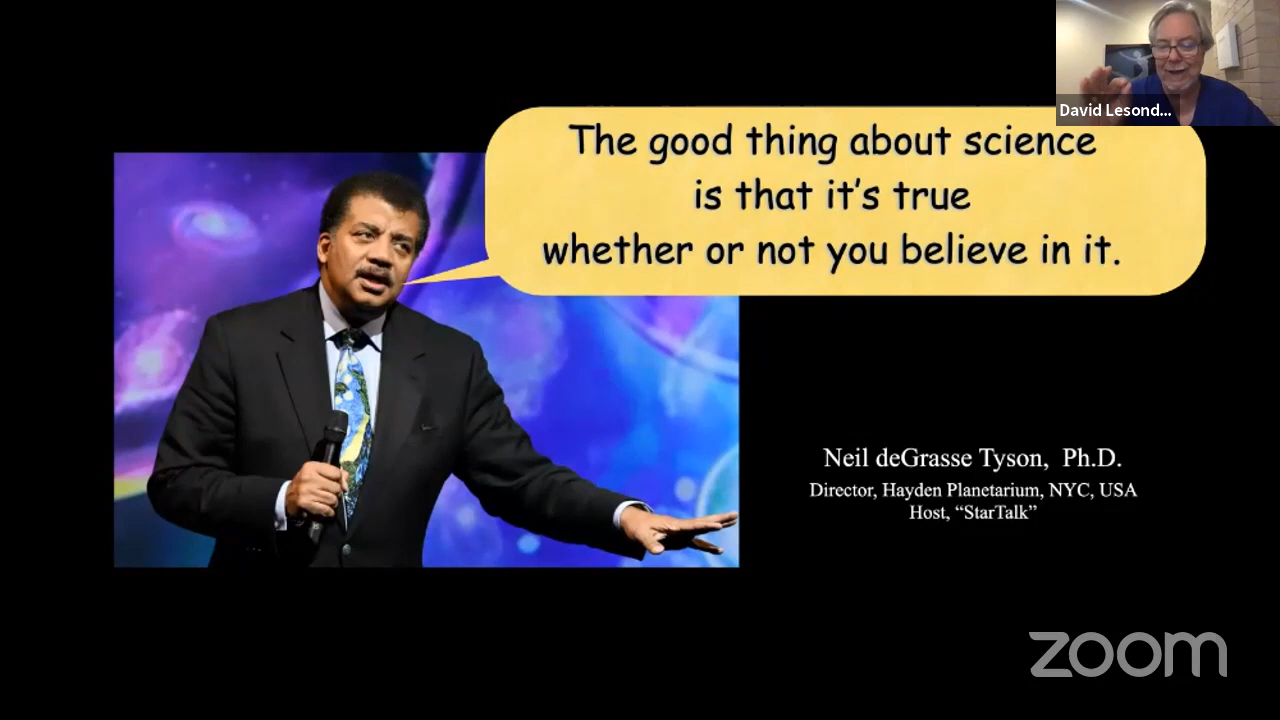 David Lesond...
The good thing about science
is that it's true
whether or not you believe in it.
Neil deGrasse Tyson, Ph.D.
Director, Hayden Planetarium, NYC, USA
Host, “StarTalk”
zoom